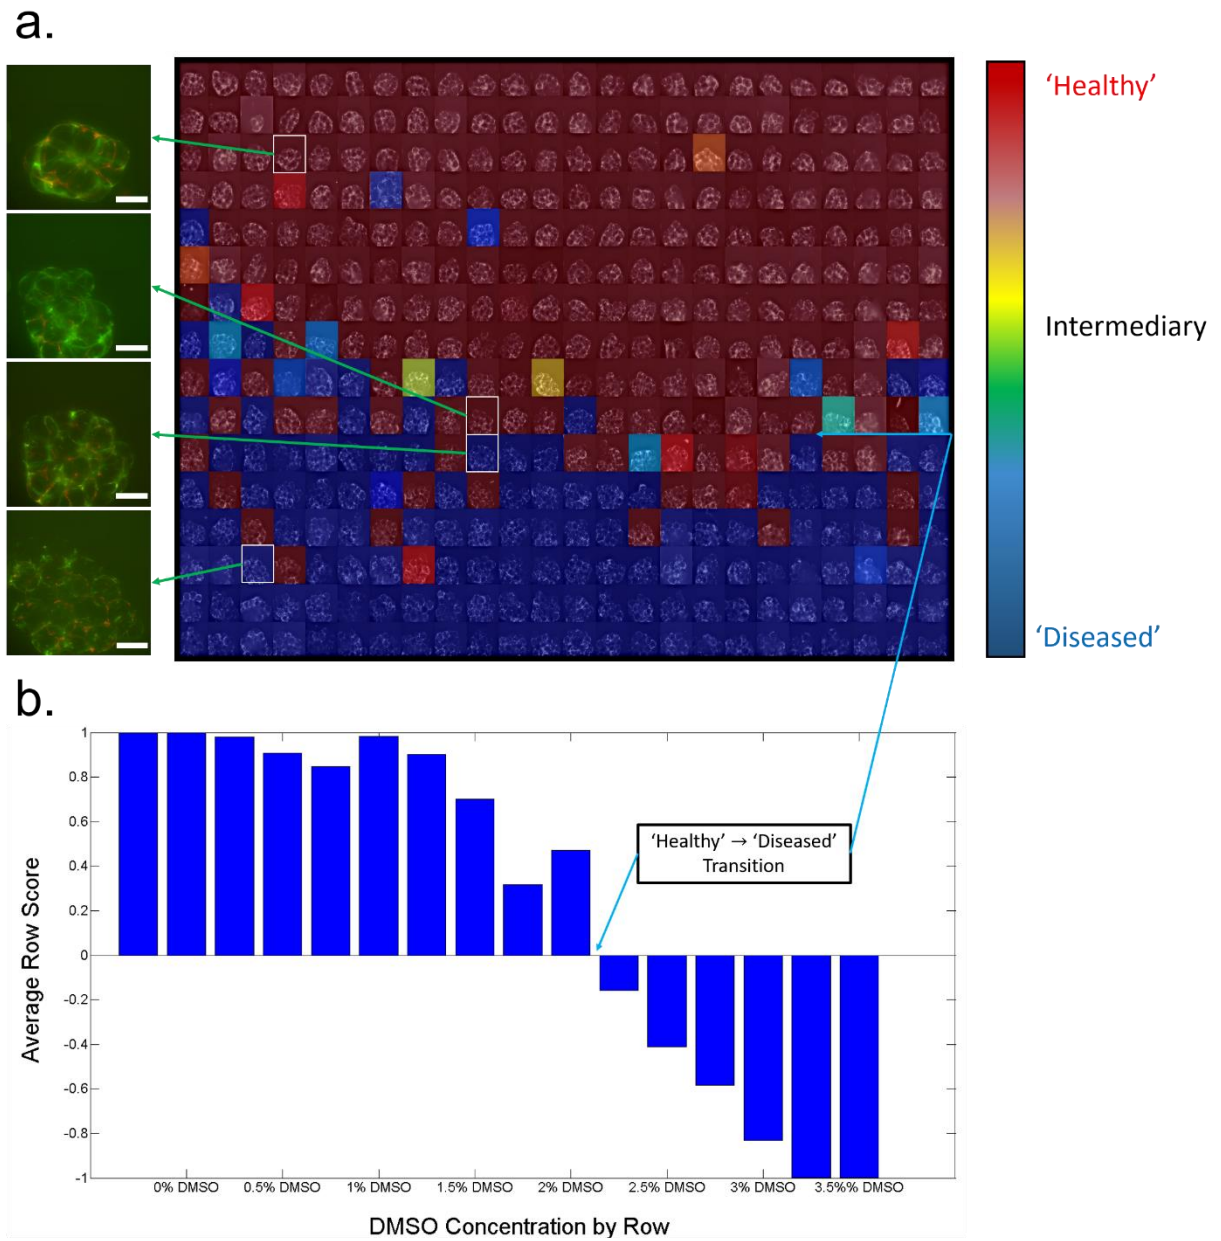 a.
‘Healthy’
Intermediary
‘Diseased’
b.
1
0.8
0.6
0.4
0.2
0
-0.2
-0.4
-0.6
-0.8
-1
Average Row Score
‘Healthy’ → ‘Diseased’
Transition
0% DMSO 0.5% DMSO 1% DMSO 1.5% DMSO 2% DMSO 2.5% DMSO 3% DMSO 3.5%% DMSO
DMSO Concentration by Row